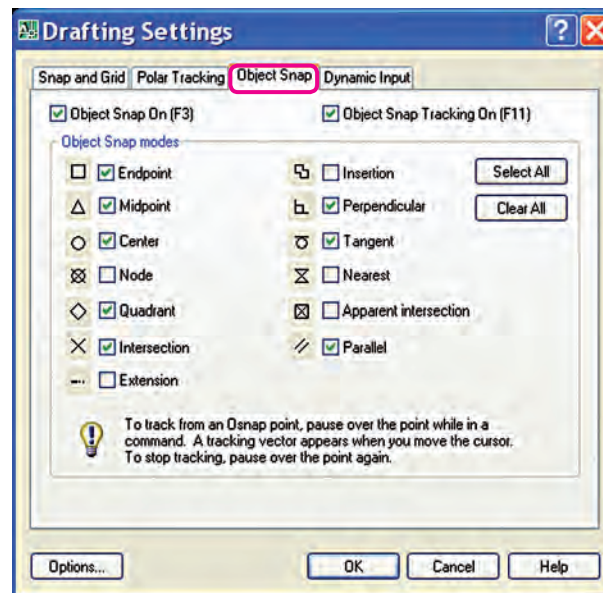 Drafting Settings
Snap and Grid Polar Tracking Object Snap Dynamic Input
Object Snap On (F3) Object Snap Tracking On (F11)
Object Snap modes
Endpoint Insertion Select All
Midpoint Perpendicular Clear All
Center Tangent
Node Nearest
Quadrant Apparent intersection
Intersection Parallel
Extension
To track from an Osnap point, pause over the point while in a
command. A tracking vector appears when you move the cursor.
To stop tracking, pause over the point again.
Options... OK Cancel Help